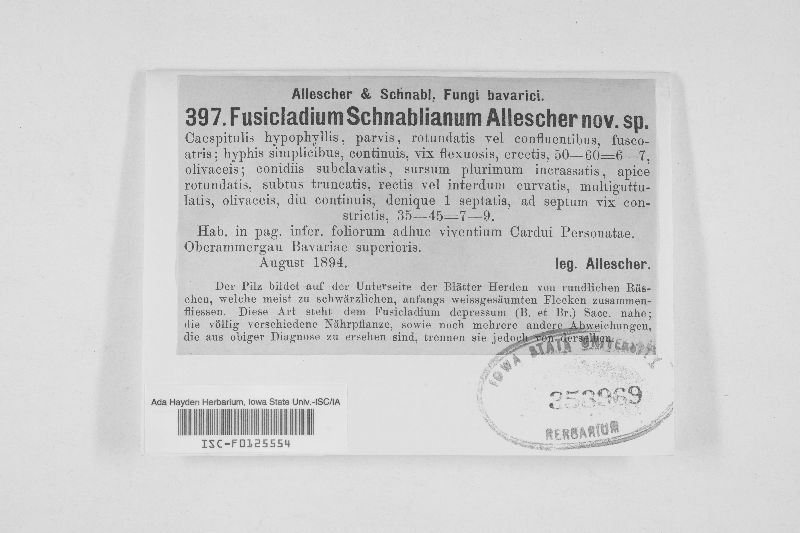 Allescher & Schnabl, Fungi bavarici.
397. Fusicladium Schnablianum Allescher nov. sp.
Caespitulis hypophyllis, parvis, rotundatis vel confluentibus, fusco-
atris; hyphis simplicibus, continuis, vix flexuosis, erectis, 50—60=6—7,
olivaceis; conidiis subclavatis, sursum plurimum incrassatis, apice
rotundatis, subtus truncatis, rectis vel interdum curvatis, multiguttu-
latis, olivaceis, diu continuis, denique 1 septatis, ad septum vix con-
strictis, 35—45=7—9.
Hab. in pag. infer. foliorum adhuc viventium Cardui Personatae.
Oberammergau Bavariae superioris.
August 1894. leg. Allescher.
Der Pilz bildet auf der Unterseite der Blätter Herden von rundlichen Räs-
chen, welche meist zu schwärzlichen, anfangs weissgesäumten Flecken zusammen-
fliessen. Diese Art steht dem Fusicladium depressum (B. et Br.) Sacc. nahe;
die völlig verschiedene Nährpflanze, sowie noch mehrere andere Abweichungen,
die aus obiger Diagnose zu ersehen sind, trennen sie jedoch von derselben.
IOWA STATE UNIVERSITY
353969
HERBARIUM
Ada Hayden Herbarium, Iowa State Univ.-ISC/IA
ISC-F0125554